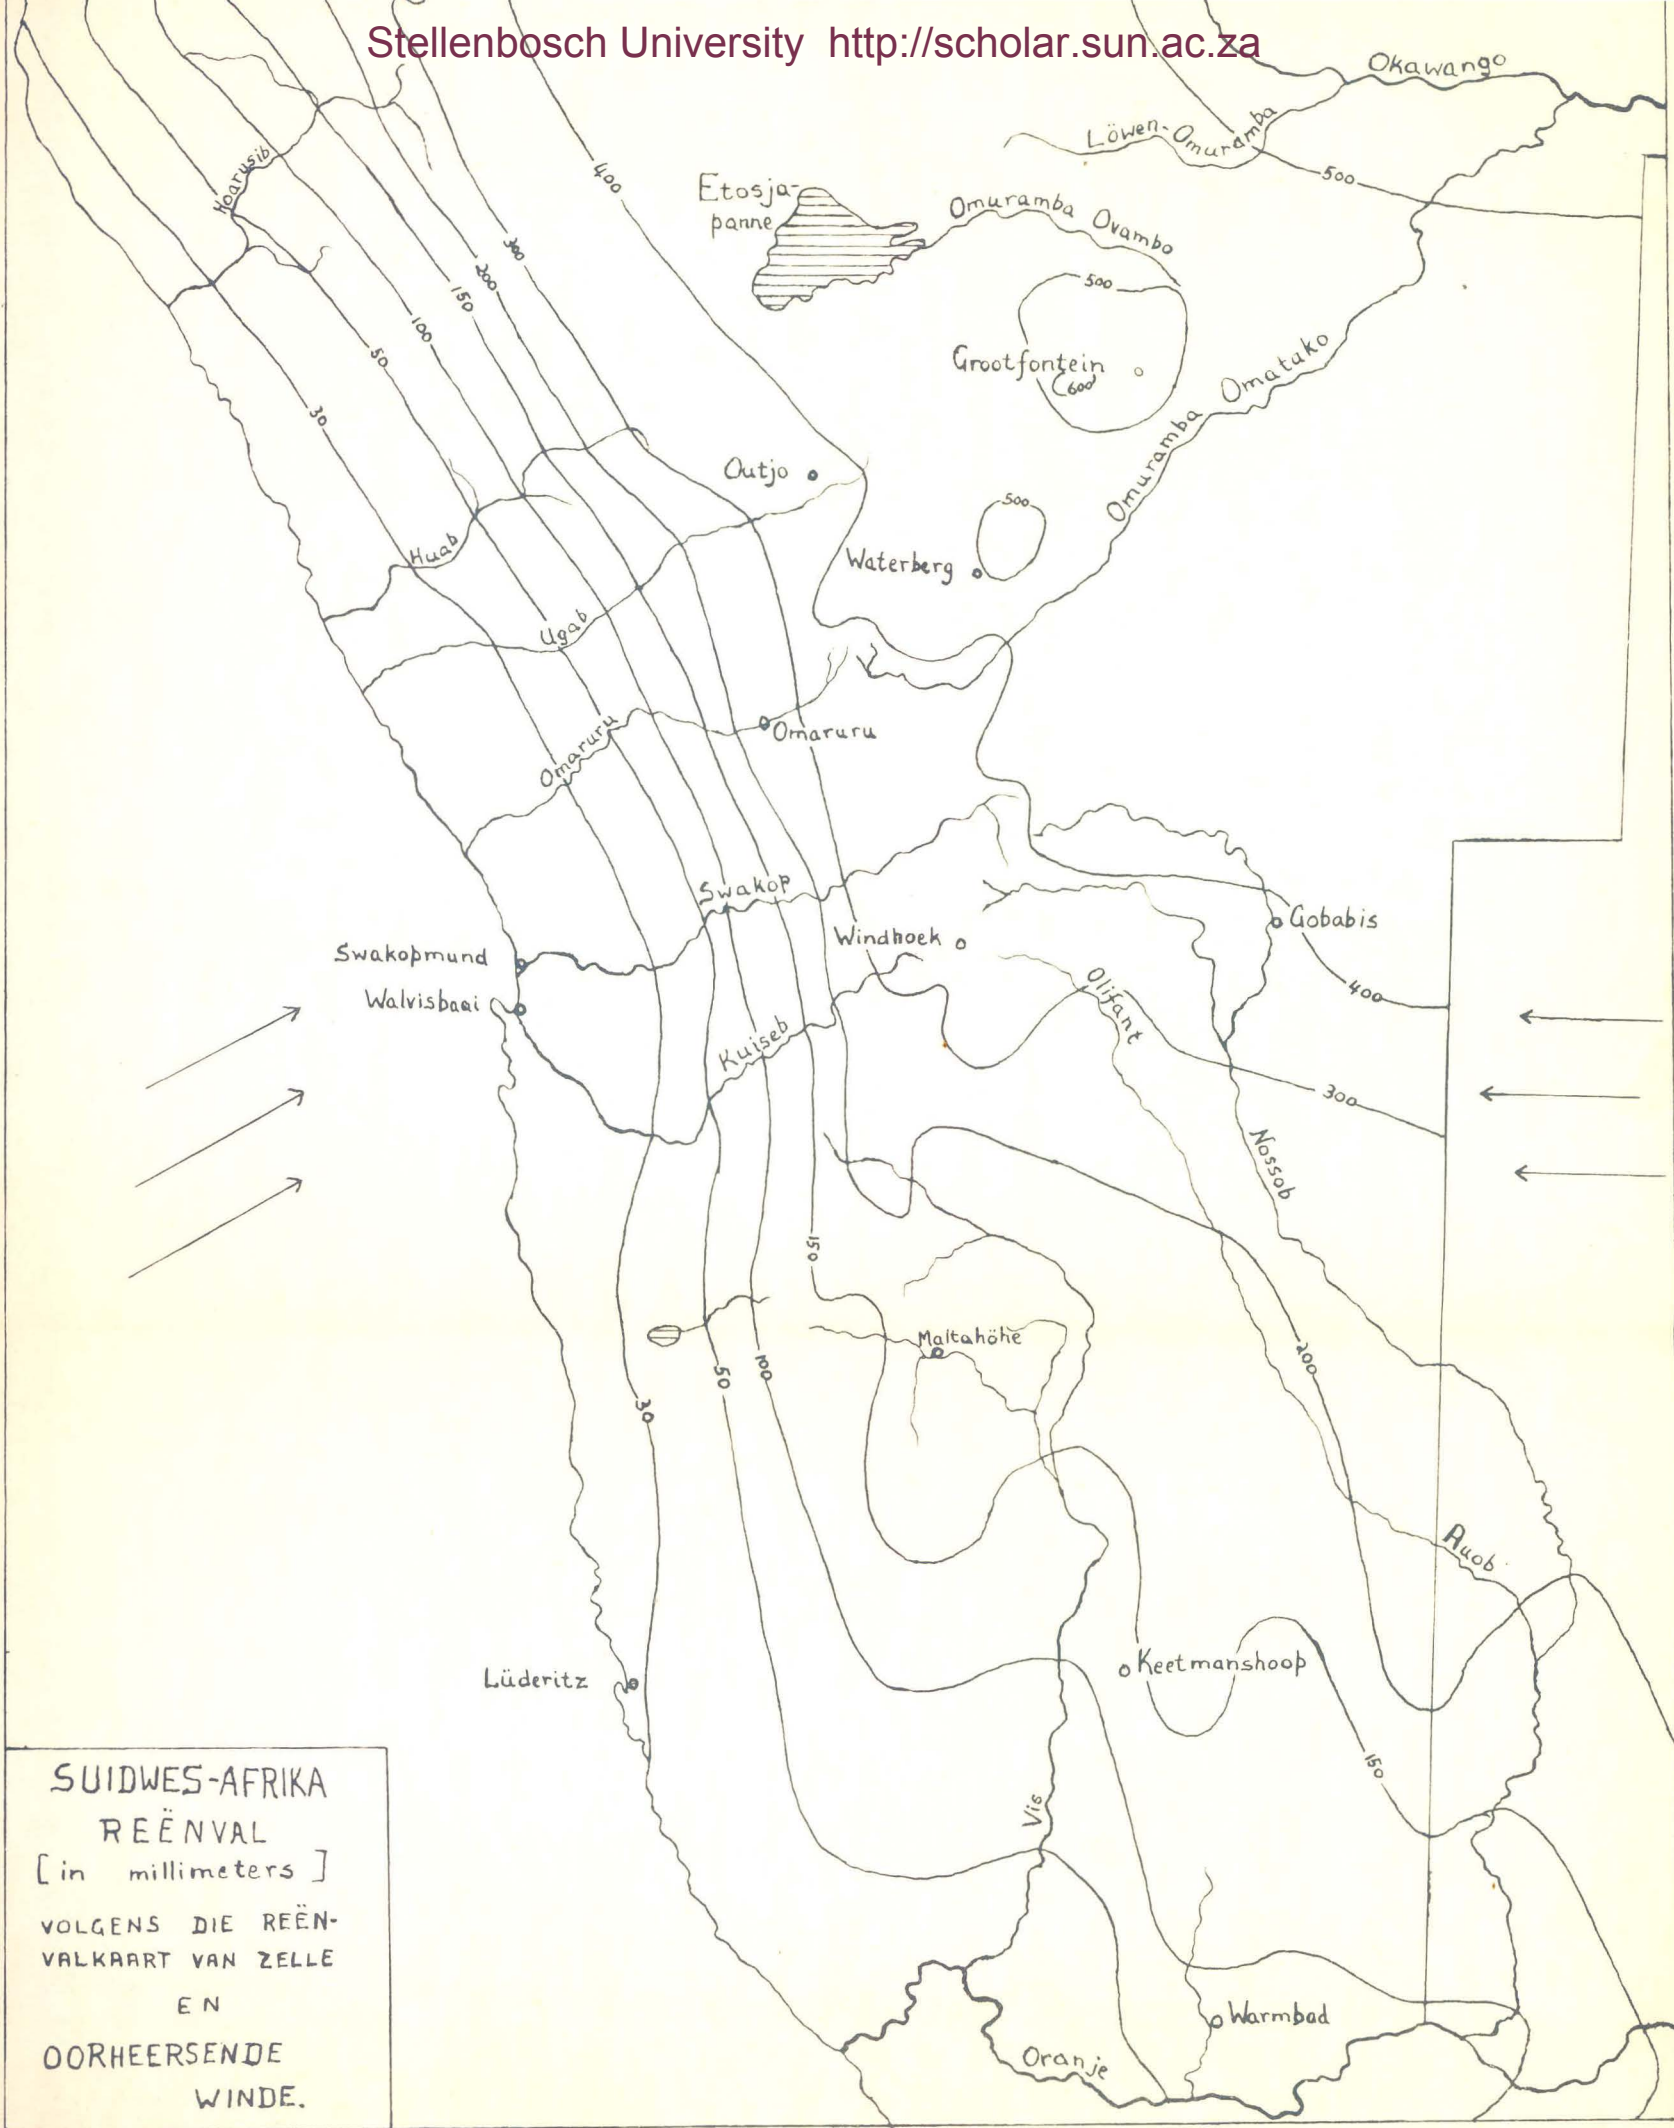 Stellenbosch University http://scholar.sun.ac.za
Okawango
Löwen-Omuramba
500
Hoarusib
400
Etosja-
panne
Omuramba Ovambo
300
200
150
100
50
30
500
Grootfontein
600
Omuramba Omatako
Outjo
500
Huab
Waterberg
Ugab
Omaruru
Omaruru
Swakop
Gobabis
Windhoek
Swakopmund
Walvisbaai
Olifant
400
Kuiseb
300
Nossob
150
Maltahöhe
200
50
100
30
Auob
Keetmanshoop
Lüderitz
150
Vis
Warmbad
Oranje
SUIDWES-AFRIKA
REËNVAL
[in millimeters]
VOLGENS DIE REËN-
VALKAART VAN ZELLE
EN
OORHEERSENDE
WINDE.